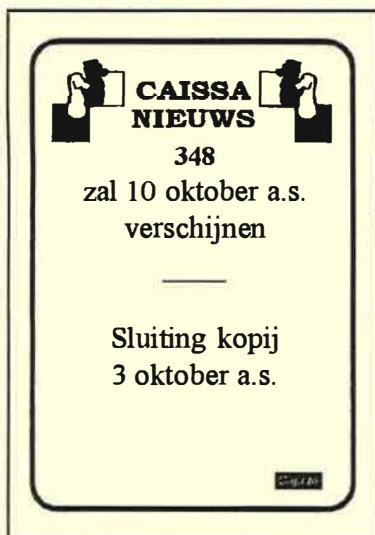 CAISSA
NIEUWS
348
zal 10 oktober a.s.
verschijnen
Sluiting kopij
3 oktober a.s.